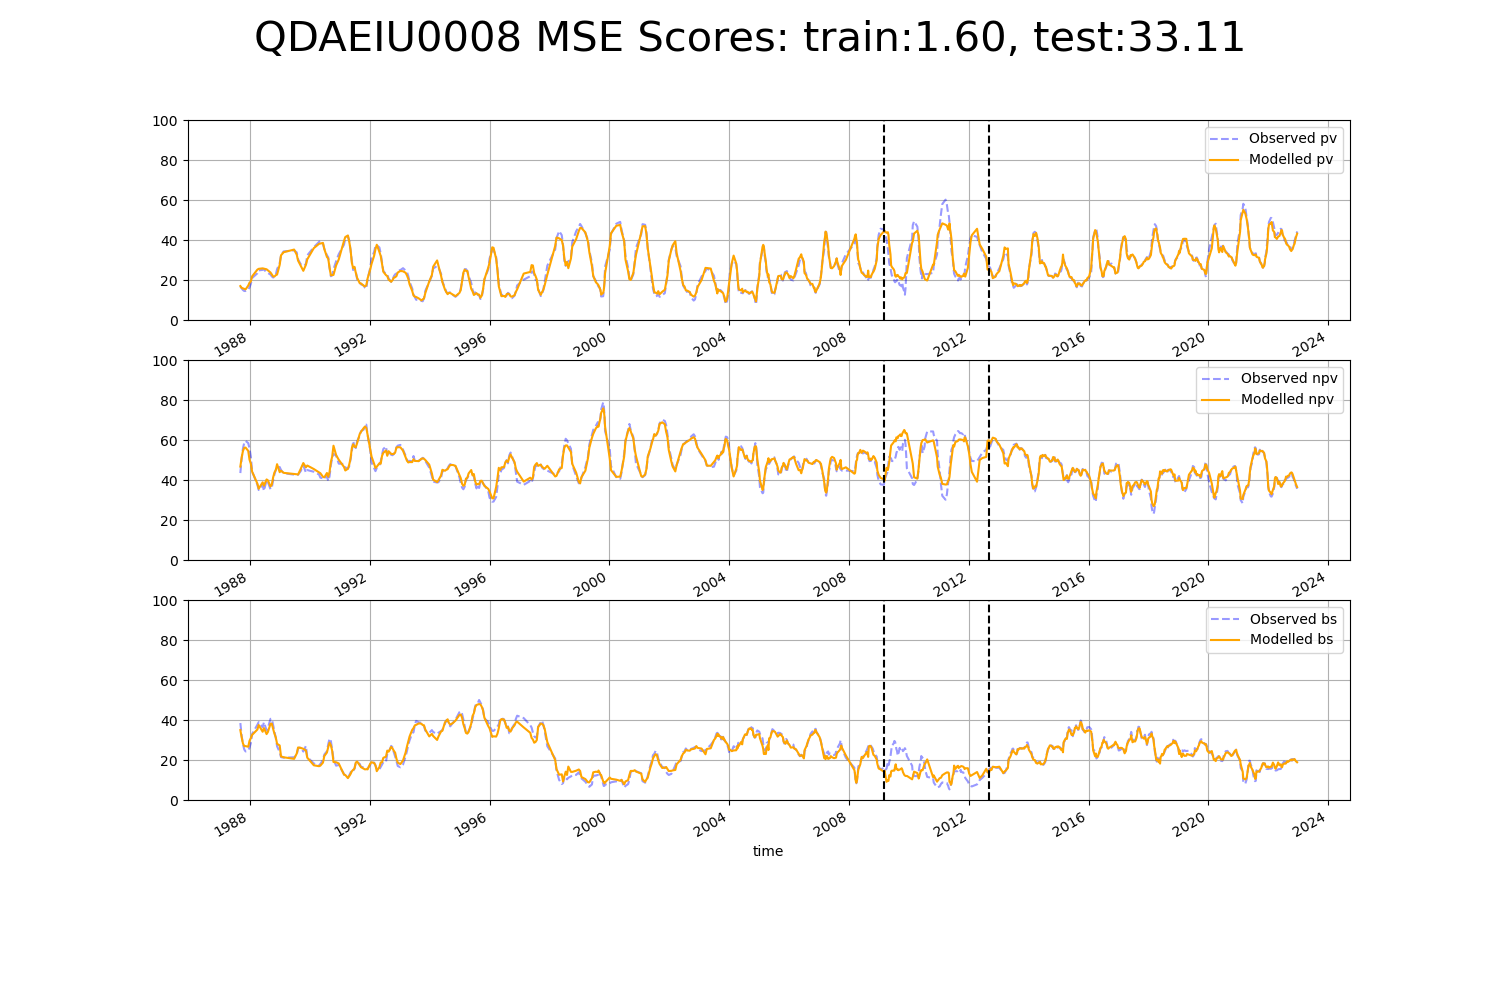 QDAEIU0008 MSE Scores: train:1.60, test:33.11
100
80
60
40
20
0
Observed pv
Modelled pv
1988 1992 1996 2000 2004 2008 2012 2016 2020 2024
100
80
60
40
20
0
Observed npv
Modelled npv
1988 1992 1996 2000 2004 2008 2012 2016 2020 2024
100
80
60
40
20
0
Observed bs
Modelled bs
1988 1992 1996 2000 2004 2008 2012 2016 2020 2024
time